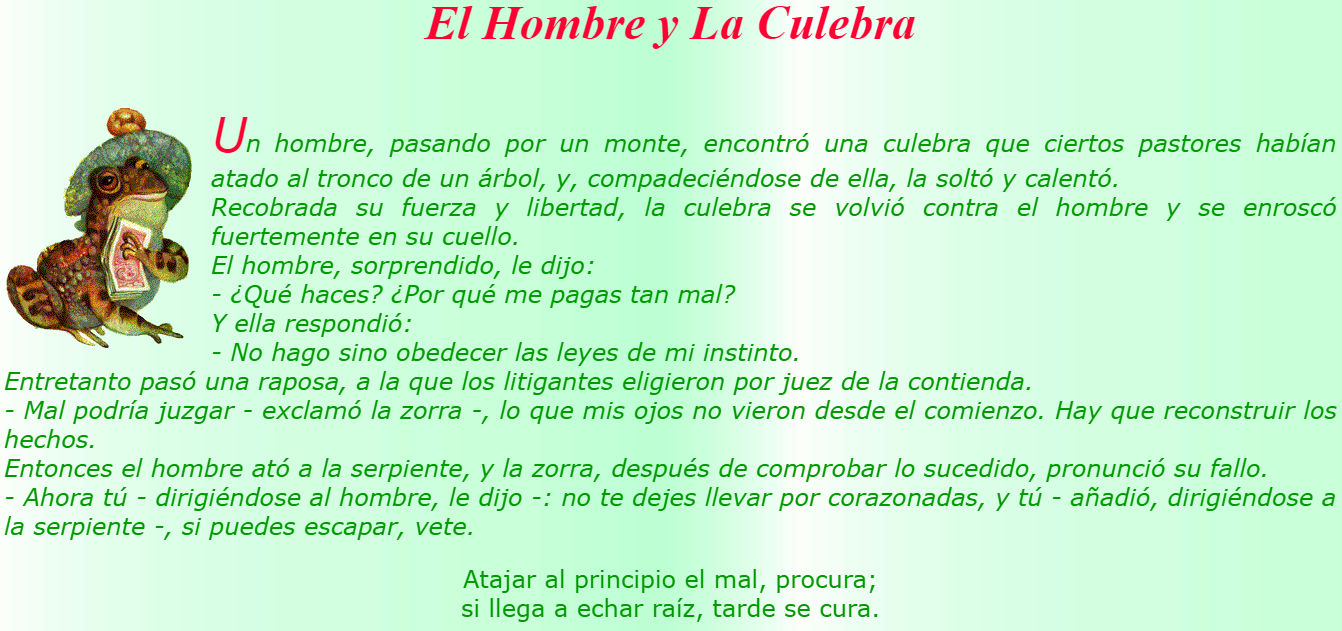 El Hombre y La Culebra
Un hombre, pasando por un monte, encontró una culebra que ciertos pastores habían
atado al tronco de un árbol, y, compadeciéndose de ella, la soltó y calentó.
Recobrada su fuerza y libertad, la culebra se volvió contra el hombre y se enroscó
fuertemente en su cuello.
El hombre, sorprendido, le dijo:
- ¿Qué haces? ¿Por qué me pagas tan mal?
Y ella respondió:
- No hago sino obedecer las leyes de mi instinto.
Entretanto pasó una raposa, a la que los litigantes eligieron por juez de la contienda.
- Mal podría juzgar - exclamó la zorra -, lo que mis ojos no vieron desde el comienzo. Hay que reconstruir los
hechos.
Entonces el hombre ató a la serpiente, y la zorra, después de comprobar lo sucedido, pronunció su fallo.
- Ahora tú - dirigiéndose al hombre, le dijo -: no te dejes llevar por corazonadas, y tú - añadió, dirigiéndose a
la serpiente -, si puedes escapar, vete.
Atajar al principio el mal, procura;
si llega a echar raíz, tarde se cura.